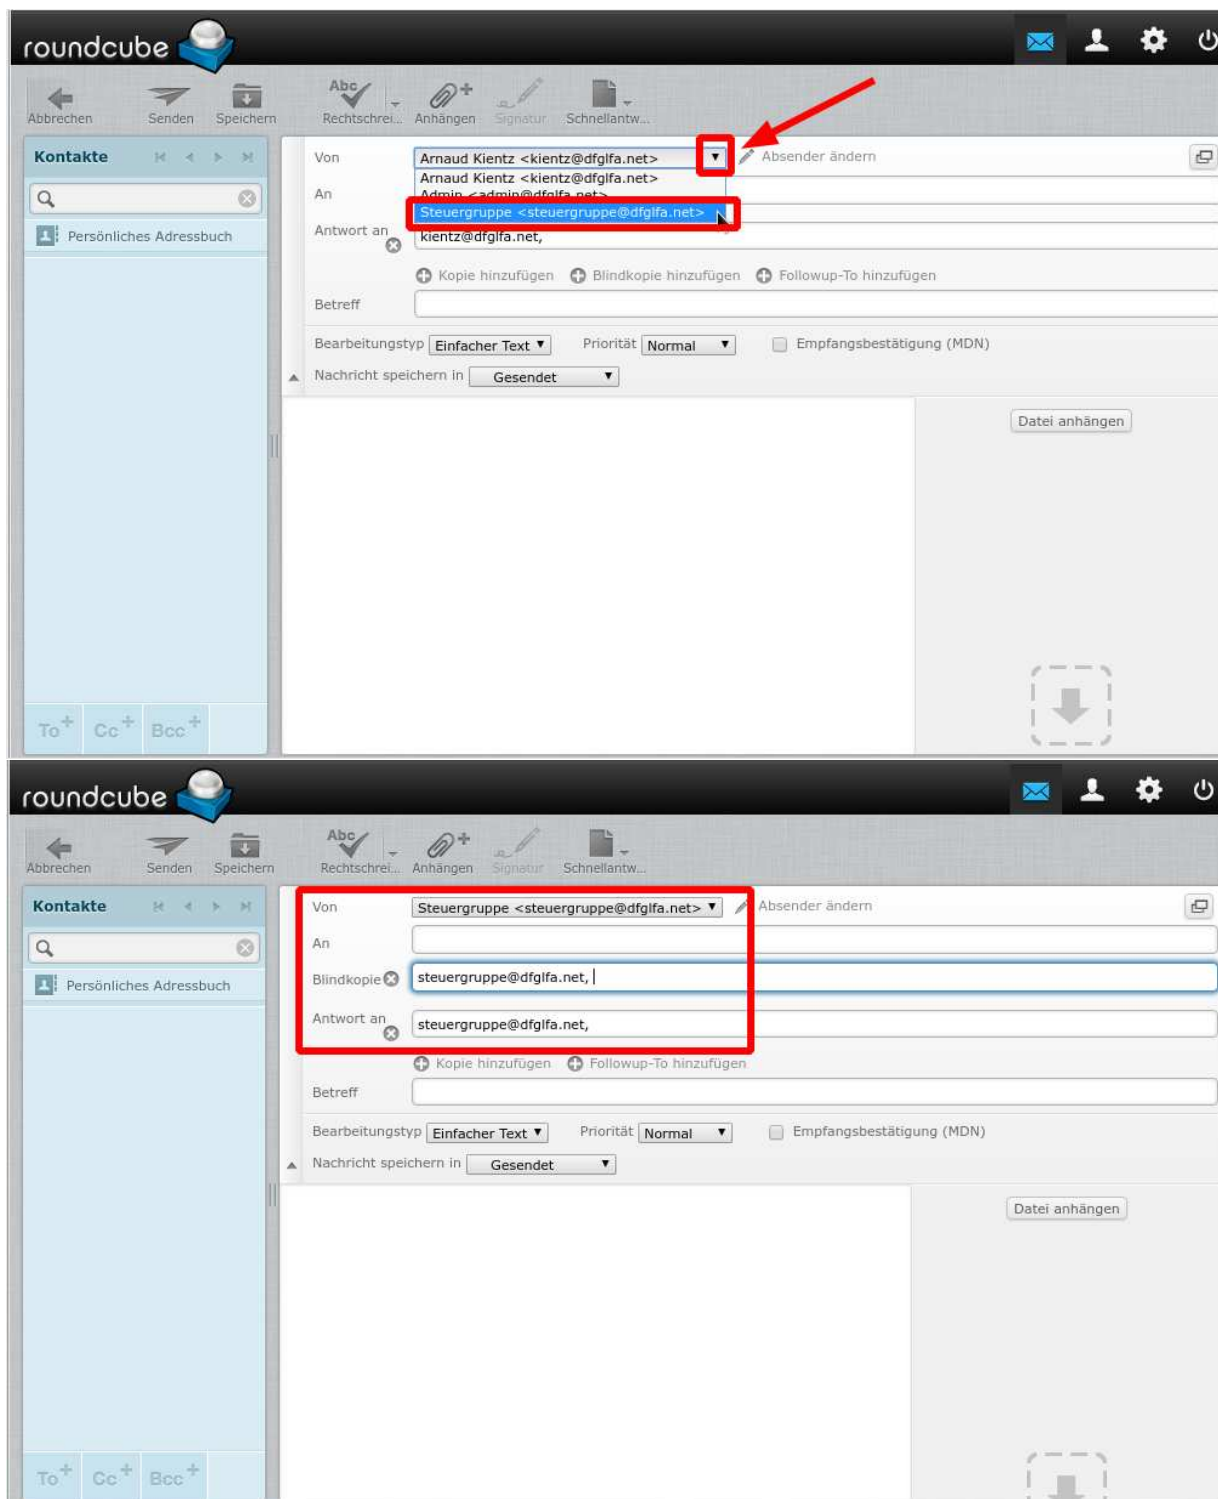 roundcube
Abbrechen Senden Speichern Abc Rechtschrei... Anhängen Signatur Schnellantw...
Kontakte
Von Arnaud Kientz <kientz@dfglfa.net> Absender ändern
Arnaud Kientz <kientz@dfglfa.net>
An Admin <admin@dfglfa.net>
Steuergruppe <steuergruppe@dfglfa.net>
Persönliches Adressbuch
Antwort an kientz@dfglfa.net,
Kopie hinzufügen Blindkopie hinzufügen Followup-To hinzufügen
Betreff
Bearbeitungstyp Einfacher Text Priorität Normal Empfangsbestätigung (MDN)
Nachricht speichern in Gesendet
Datei anhängen
To+ Cc+ Bcc+
roundcube
Abbrechen Senden Speichern Abc Rechtschrei... Anhängen Signatur Schnellantw...
Kontakte
Von Steuergruppe <steuergruppe@dfglfa.net> Absender ändern
An
Persönliches Adressbuch
Blindkopie steuergruppe@dfglfa.net,
Antwort an steuergruppe@dfglfa.net,
Kopie hinzufügen Followup-To hinzufügen
Betreff
Bearbeitungstyp Einfacher Text Priorität Normal Empfangsbestätigung (MDN)
Nachricht speichern in Gesendet
Datei anhängen
To+ Cc+ Bcc+